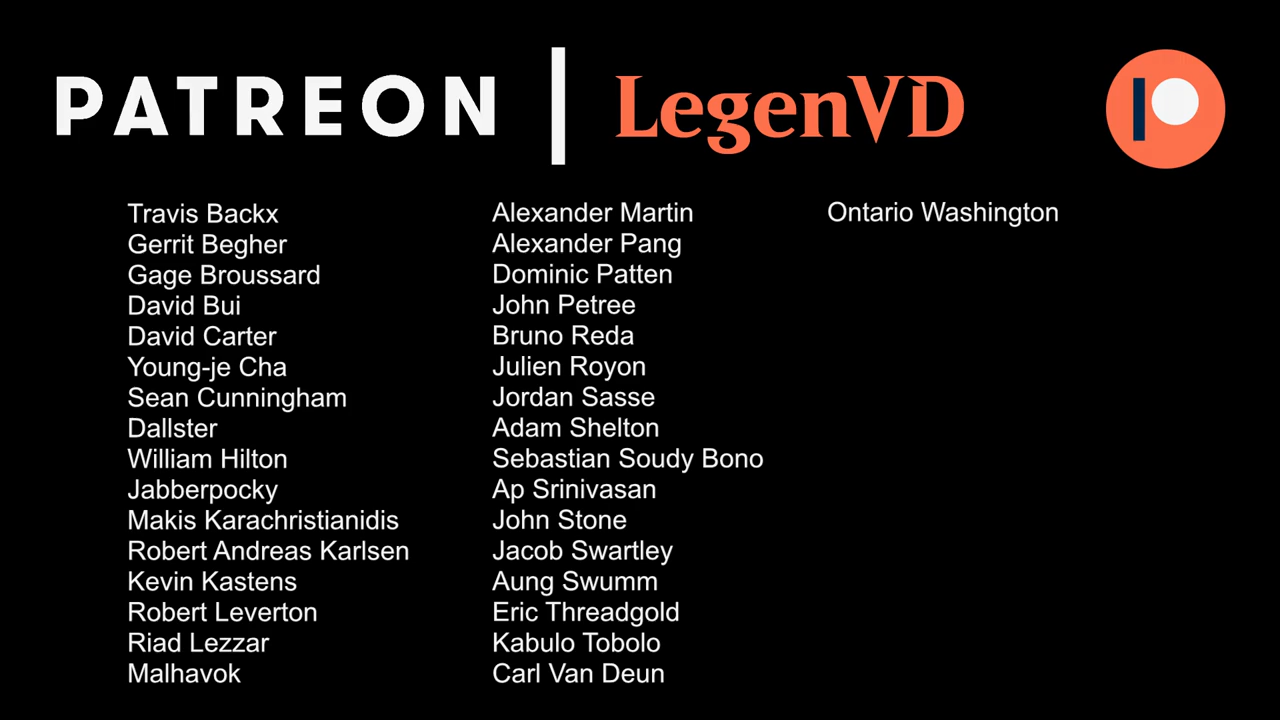 PATREON | LegenVD
Travis Backx
Gerrit Begher
Gage Broussard
David Bui
David Carter
Young-je Cha
Sean Cunningham
Dallster
William Hilton
Jabberpocky
Makis Karachristianidis
Robert Andreas Karlsen
Kevin Kastens
Robert Leverton
Riad Lezzar
Malhavok
Alexander Martin
Alexander Pang
Dominic Patten
John Petree
Bruno Reda
Julien Royon
Jordan Sasse
Adam Shelton
Sebastian Soudy Bono
Ap Srinivasan
John Stone
Jacob Swartley
Aung Swumm
Eric Threadgold
Kabulo Tobolo
Carl Van Deun
Ontario Washington